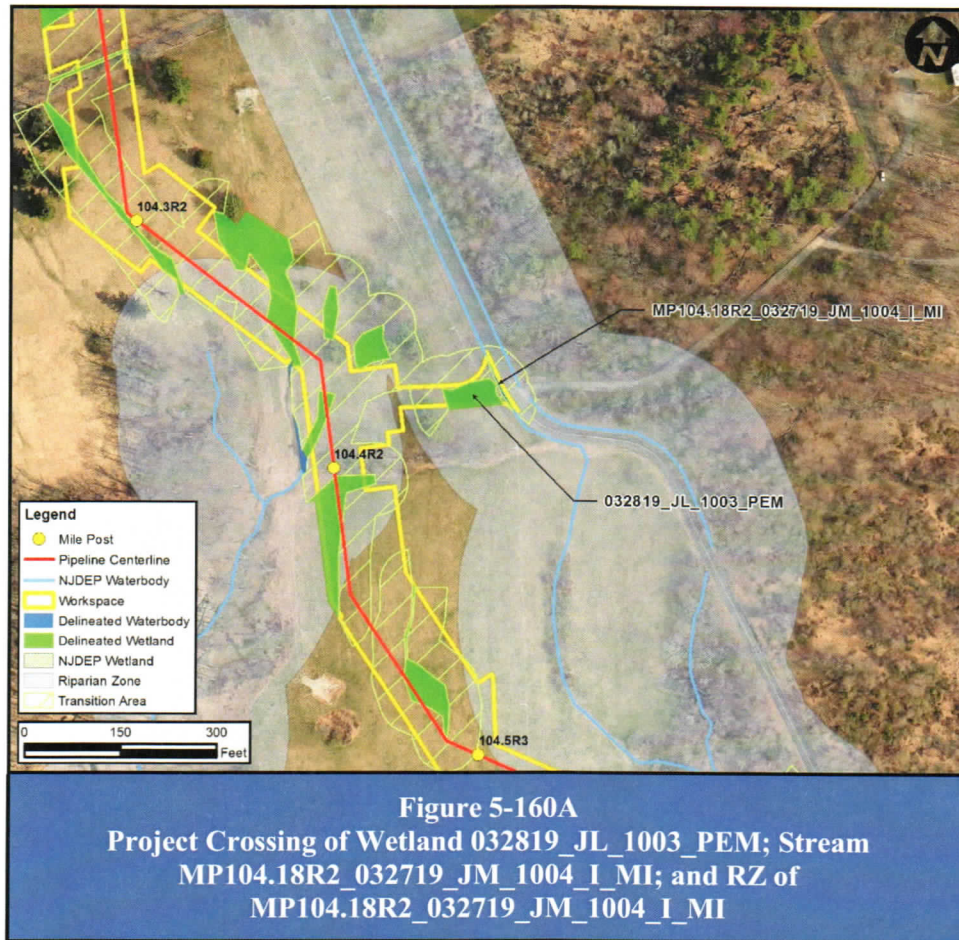 N
104.3R2
MP104.18R2_032719_JM_1004_I_MI
104.4R2
032819_JL_1003_PEM
104.5R3
Legend
Mile Post
Pipeline Centerline
NJDEP Waterbody
Workspace
Delineated Waterbody
Delineated Wetland
NJDEP Wetland
Riparian Zone
Transition Area
0 150 300
Feet
Figure 5-160A
Project Crossing of Wetland 032819_JL_1003_PEM; Stream
MP104.18R2_032719_JM_1004_I_MI; and RZ of
MP104.18R2_032719_JM_1004_I_MI